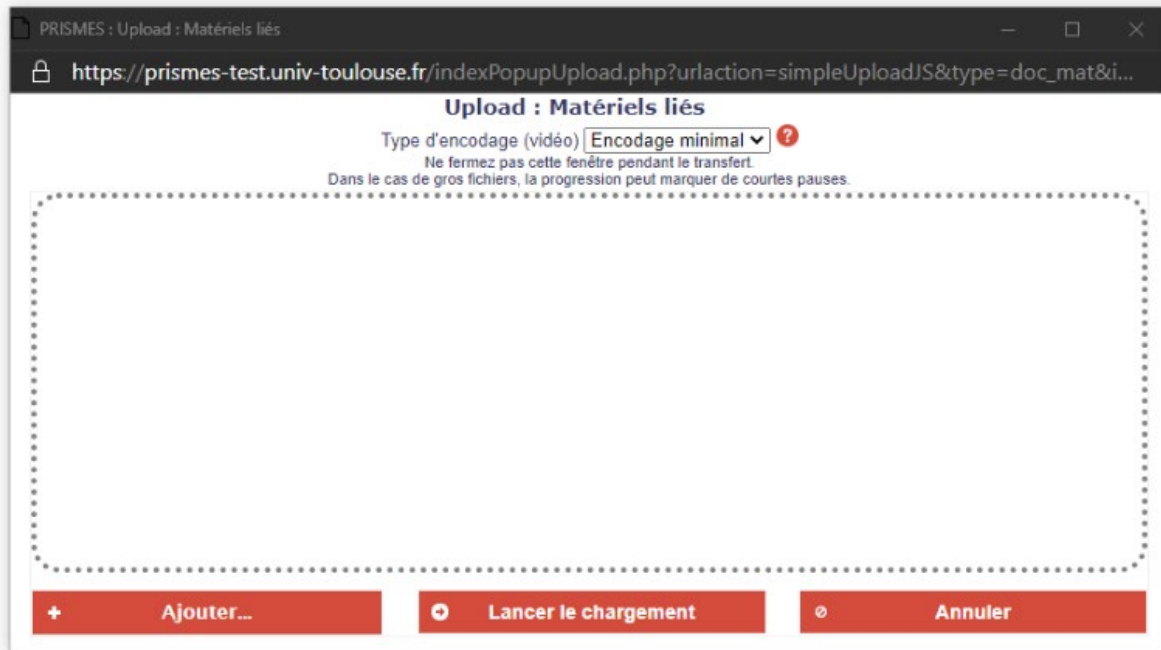 PRISMES : Upload : Matériels liés
https://prismes-test.univ-toulouse.fr/indexPopupUpload.php?urlaction=simpleUploadJS&type=doc_mat&i...
Upload : Matériels liés
Type d'encodage (vidéo) Encodage minimal ?
Ne fermez pas cette fenêtre pendant le transfert.
Dans le cas de gros fichiers, la progression peut marquer de courtes pauses.
Ajouter... Lancer le chargement Annuler